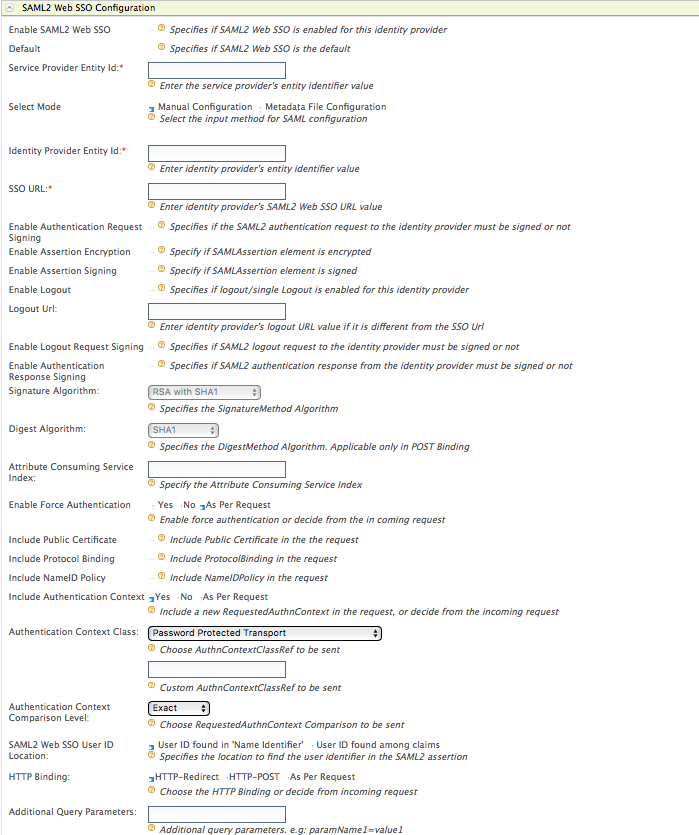 SAML2 Web SSO Configuration
Enable SAML2 Web SSO Specifies if SAML2 Web SSO is enabled for this identity provider
Default Specifies if SAML2 Web SSO is the default
Service Provider Entity Id:*
Enter the service provider's entity identifier value
Select Mode Manual Configuration Metadata File Configuration
Select the input method for SAML configuration
Identity Provider Entity Id:*
Enter identity provider's entity identifier value
SSO URL:*
Enter identity provider's SAML2 Web SSO URL value
Enable Authentication Request Specifies if the SAML2 authentication request to the identity provider must be signed or not
Signing
Enable Assertion Encryption Specify if SAMLAssertion element is encrypted
Enable Assertion Signing Specify if SAMLAssertion element is signed
Enable Logout Specifies if logout/single Logout is enabled for this identity provider
Logout Url:
Enter identity provider's logout URL value if it is different from the SSO Url
Enable Logout Request Signing Specifies if SAML2 logout request to the identity provider must be signed or not
Enable Authentication Specifies if SAML2 authentication response from the identity provider must be signed or not
Response Signing
Signature Algorithm: RSA with SHA1
Specifies the SignatureMethod Algorithm
Digest Algorithm: SHA1
Specifies the DigestMethod Algorithm. Applicable only in POST Binding
Attribute Consuming Service
Index:
Specify the Attribute Consuming Service Index
Enable Force Authentication Yes No As Per Request
Enable force authentication or decide from the in coming request
Include Public Certificate Include Public Certificate in the the request
Include Protocol Binding Include ProtocolBinding in the request
Include NameID Policy Include NameIDPolicy in the request
Include Authentication Context Yes No As Per Request
Include a new RequestedAuthnContext in the request, or decide from the incoming request
Authentication Context Class: Password Protected Transport
Choose AuthnContextClassRef to be sent
Custom AuthnContextClassRef to be sent
Authentication Context Exact
Comparison Level:
Choose RequestedAuthnContext Comparison to be sent
SAML2 Web SSO User ID User ID found in 'Name Identifier' User ID found among claims
Location: Specifies the location to find the user identifier in the SAML2 assertion
HTTP Binding: HTTP-Redirect HTTP-POST As Per Request
Choose the HTTP Binding or decide from incoming request
Additional Query Parameters:
Additional query parameters. e.g: paramName1=value1